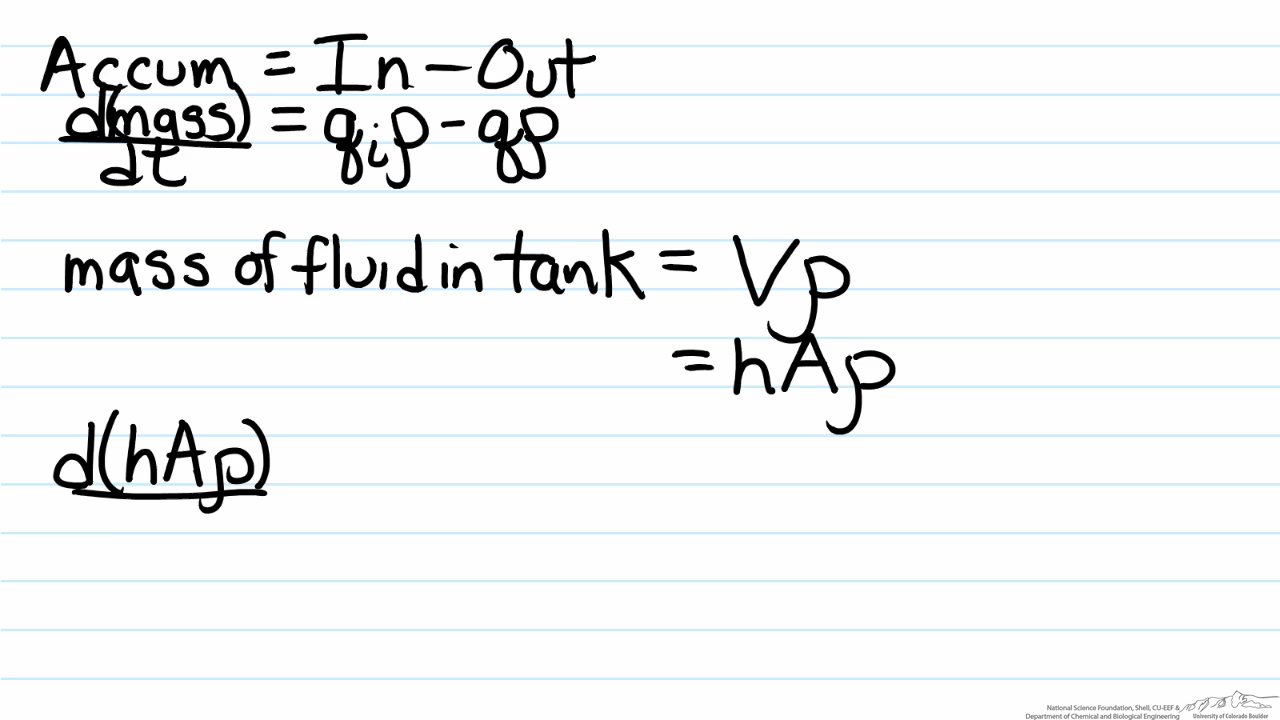 Accum = In - Out
d(mass) = qiρ - qρ
dt
mass of fluid in tank = Vρ
= hAρ
d(hAρ)
National Science Foundation, Shell, CU-EEF &
Department of Chemical and Biological Engineering
University of Colorado Boulder